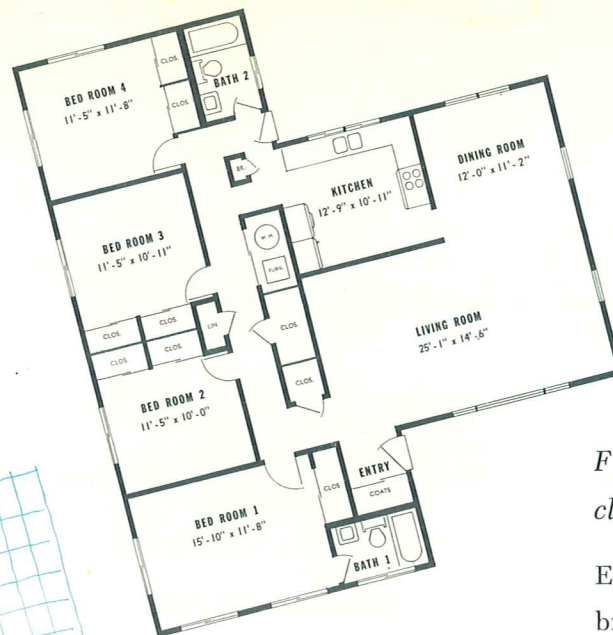 BED ROOM 4
11'-5" x 11'-8"
CLOS.
CLOS.
BATH 2
BR.
KITCHEN
12'-9" x 10'-11"
DINING ROOM
12'-0" x 11'-2"
BED ROOM 3
11'-5" x 10'-11"
W.H.
FURN.
CLOS.
CLOS.
LIN.
CLOS.
CLOS.
CLOS.
CLOS.
LIVING ROOM
25'-1" x 14'-6"
BED ROOM 2
11'-5" x 10'-0"
BED ROOM 1
15'-10" x 11'-8"
CLOS.
ENTRY
COATS
BATH 1
F
cl
E